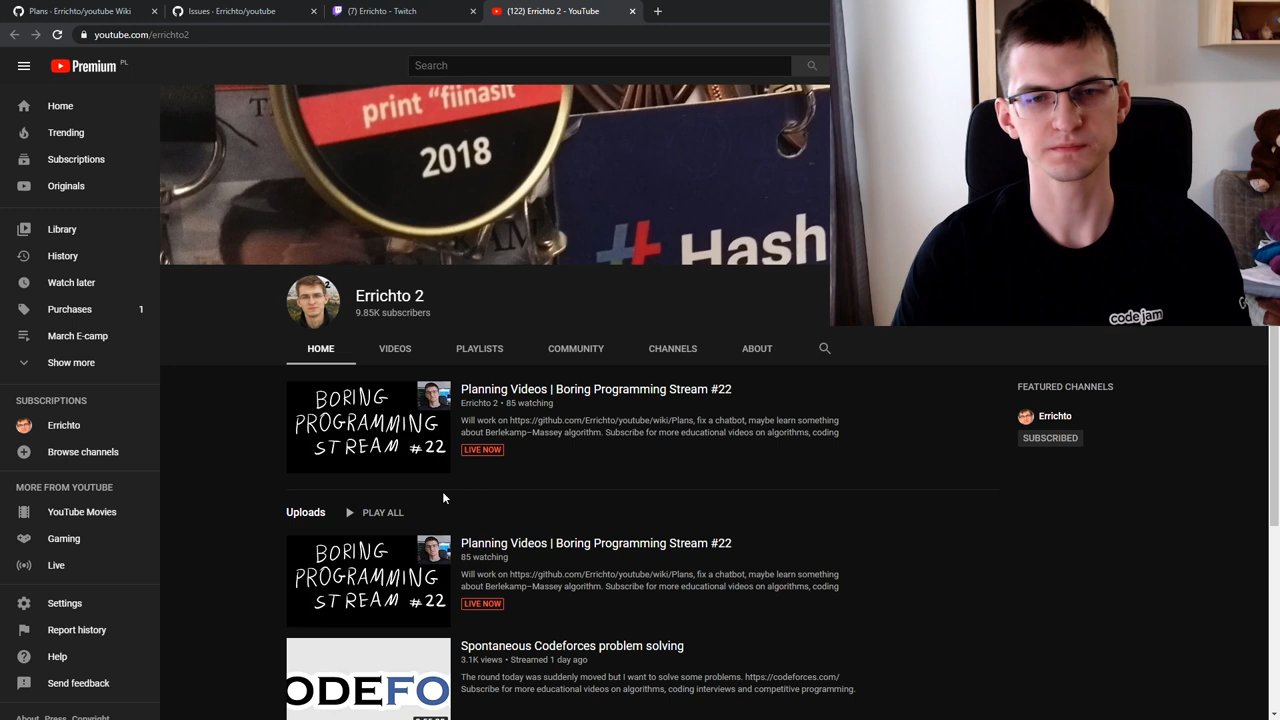 Plans · Errichto/youtube Wiki
Issues · Errichto/youtube
(7) Errichto - Twitch
(122) Errichto 2 - YouTube
youtube.com/errichto2
Premium PL
Search
Home
Trending
Subscriptions
Originals
Library
History
Watch later
Purchases 1
March E-camp
Show more
SUBSCRIPTIONS
Errichto
Browse channels
MORE FROM YOUTUBE
YouTube Movies
Gaming
Live
Settings
Report history
Help
Send feedback
About Press Copyright
print "fiinasit
2018
# Hash
code jam
Errichto 2
9.85K subscribers
HOME
VIDEOS
PLAYLISTS
COMMUNITY
CHANNELS
ABOUT
BORING
PROGRAMMING
STREAM #22
Planning Videos | Boring Programming Stream #22
Errichto 2 • 85 watching
Will work on https://github.com/Errichto/youtube/wiki/Plans, fix a chatbot, maybe learn something
about Berlekamp–Massey algorithm. Subscribe for more educational videos on algorithms, coding
LIVE NOW
FEATURED CHANNELS
Errichto
SUBSCRIBED
Uploads
PLAY ALL
BORING
PROGRAMMING
STREAM #22
Planning Videos | Boring Programming Stream #22
85 watching
Will work on https://github.com/Errichto/youtube/wiki/Plans, fix a chatbot, maybe learn something
about Berlekamp–Massey algorithm. Subscribe for more educational videos on algorithms, coding
LIVE NOW
ODEFO
Spontaneous Codeforces problem solving
3.1K views • Streamed 1 day ago
The round today was suddenly moved but I want to solve some problems. https://codeforces.com/
Subscribe for more educational videos on algorithms, coding interviews and competitive programming.